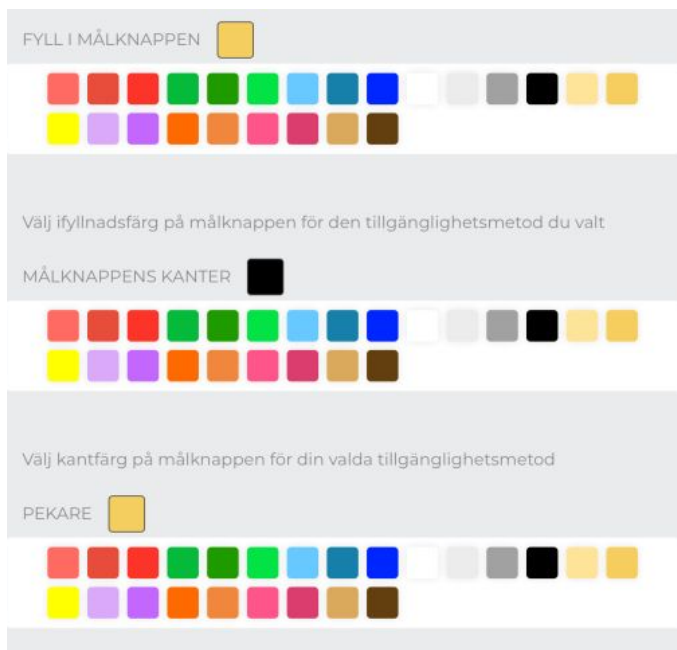 FYLL I MÅLKNAPPEN
Välj ifyllnadsfärg på målknappen för den tillgänglighetsmetod du valt
MÅLKNAPPENS KANTER
Välj kantfärg på målknappen för din valda tillgänglighetsmetod
PEKARE